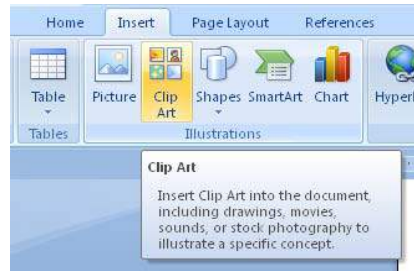 Home Insert Page Layout References
Table Picture Clip Art Shapes SmartArt Chart Hyperl
Tables Illustrations
Clip Art
Insert Clip Art into the document,
including drawings, movies,
sounds, or stock photography to
illustrate a specific concept.